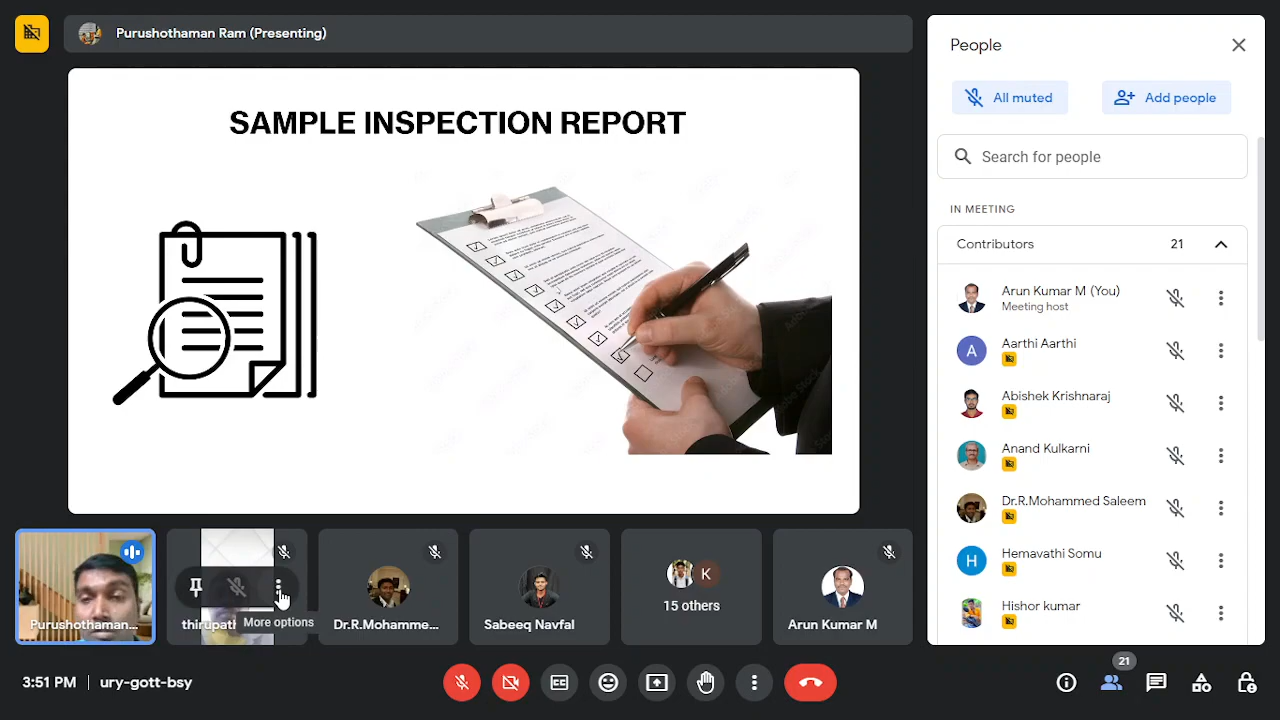 Purushothaman Ram (Presenting)
SAMPLE INSPECTION REPORT
People
All muted
Add people
Search for people
IN MEETING
Contributors 21
Arun Kumar M (You)
Meeting host
A
Aarthi Aarthi
Abishek Krishnaraj
Anand Kulkarni
Dr.R.Mohammed Saleem
H
Hemavathi Somu
Hishor kumar
Purushothaman...
thirupath
More options
Dr.R.Mohamme...
Sabeeq Navfal
K
15 others
Arun Kumar M
3:51 PM | ury-gott-bsy
CC
21